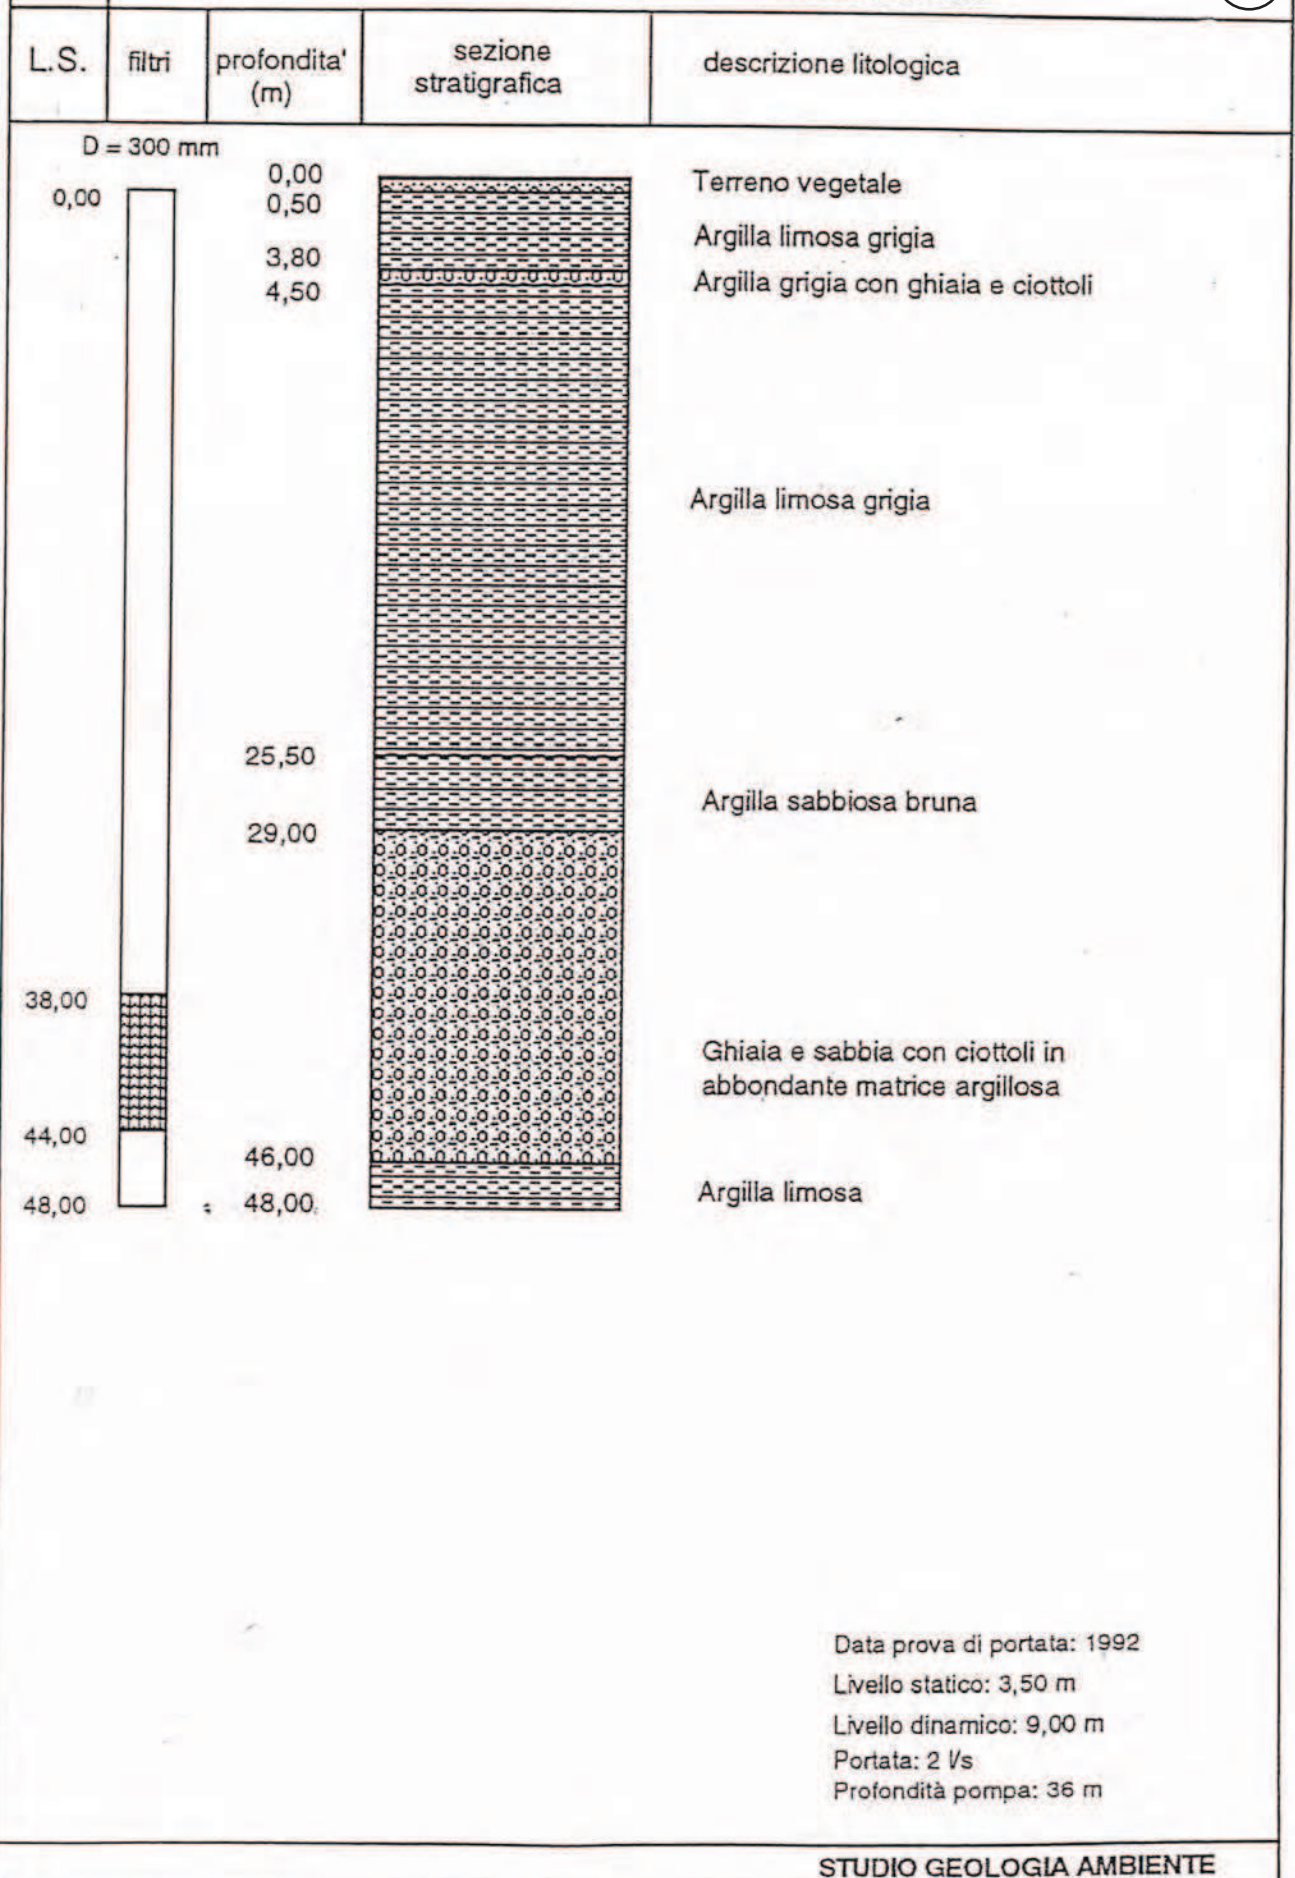 L.S.
filtri
profondita'
(m)
sezione
stratigrafica
descrizione litologica
D = 300 mm
0,00
0,00
0,50
3,80
4,50
25,50
29,00
38,00
44,00
46,00
48,00
48,00
Terreno vegetale
Argilla limosa grigia
Argilla grigia con ghiaia e ciottoli
Argilla limosa grigia
Argilla sabbiosa bruna
Ghiaia e sabbia con ciottoli in
abbondante matrice argillosa
Argilla limosa
Data prova di portata: 1992
Livello statico: 3,50 m
Livello dinamico: 9,00 m
Portata: 2 l/s
Profondità pompa: 36 m
STUDIO GEOLOGIA AMBIENTE